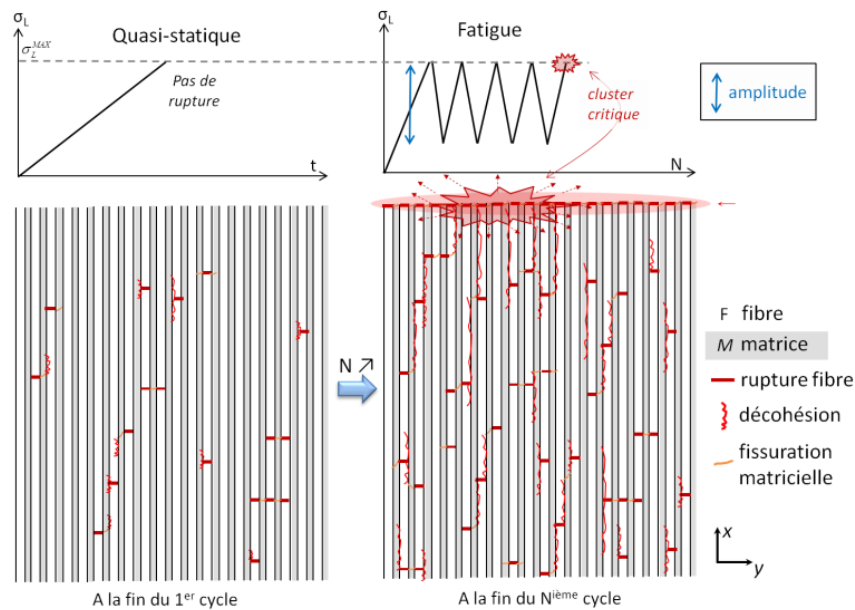 σL
σL^MAX
Quasi-statique
Pas de
rupture
t
σL
Fatigue
cluster
critique
N
amplitude
N ↗
F fibre
M matrice
rupture fibre
décohésion
fissuration
matricielle
x
y
A la fin du 1er cycle
A la fin du Nième cycle